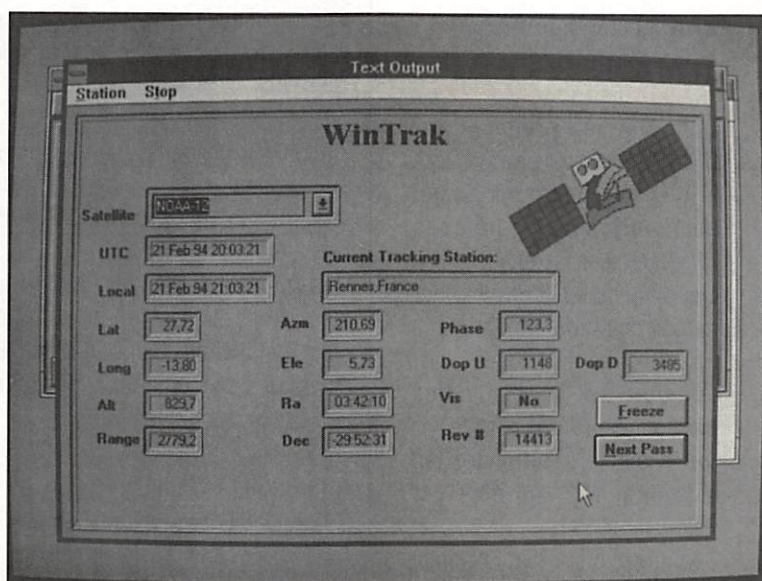 Text Output
Station Stop
WinTrak
Satellite NOAA-12
UTC 21 Feb 94 20:03:21
Current Tracking Station:
Local 21 Feb 94 21:03:21 Rennes,France
Lat 27,72 Azm 210,69 Phase 123,3
Long -13,80 Ele 5,73 Dop U 1148 Dop D 3485
Alt 829,7 Ra 03:42:10 Vis No Freeze
Range 2779,2 Dec -29:52:31 Rev # 14413 Next Pass